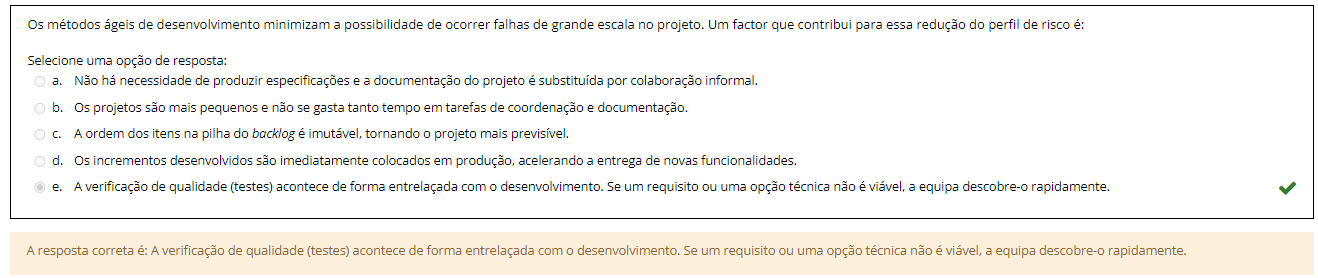 Os métodos ágeis de desenvolvimento minimizam a possibilidade de ocorrer falhas de grande escala no projeto. Um factor que contribui para essa redução do perfil de risco é:
Selecione uma opção de resposta:
a. Não há necessidade de produzir especificações e a documentação do projeto é substituída por colaboração informal.
b. Os projetos são mais pequenos e não se gasta tanto tempo em tarefas de coordenação e documentação.
c. A ordem dos itens na pilha do backlog é imutável, tornando o projeto mais previsível.
d. Os incrementos desenvolvidos são imediatamente colocados em produção, acelerando a entrega de novas funcionalidades.
e. A verificação de qualidade (testes) acontece de forma entrelaçada com o desenvolvimento. Se um requisito ou uma opção técnica não é viável, a equipa descobre-o rapidamente.
A resposta correta é: A verificação de qualidade (testes) acontece de forma entrelaçada com o desenvolvimento. Se um requisito ou uma opção técnica não é viável, a equipa descobre-o rapidamente.